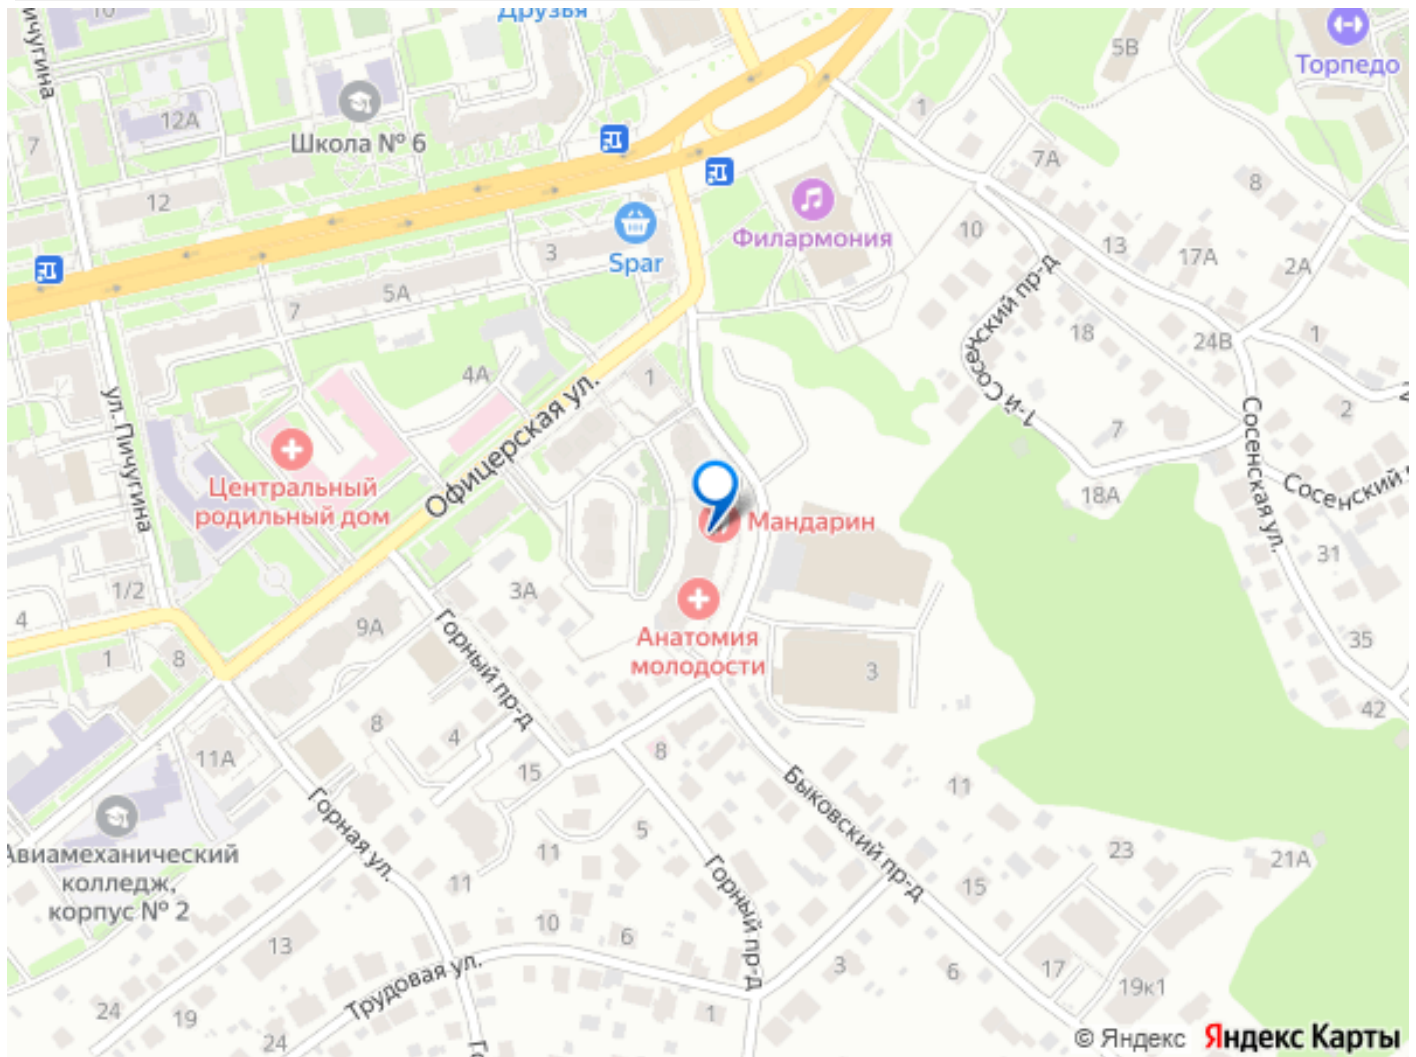 Друзья
Пичугина
5В
Торпедо
12А
Школа № 6
1
7
7А
8
12
10
Филармония
13
17А
3
Spar
2А
5А
7
1-й Сосенский пр-д
18
24В
1
4А
1
ул. Пичугина
Офицерская ул.
2
7
Сосенская ул.
Центральный
родильный дом
18А
Сосенский
Мандарин
31
1/2
3А
4
9А
Анатомия
молодости
35
1
8
Горный пр-д
3
42
8
4
8
11А
15
Быковский пр-д
11
Горная ул.
5
Авиамеханический
колледж,
корпус № 2
11
23
21А
11
Горный пр-д
15
10
6
13
3
6
17
Трудовая ул.
19к1
24
19
1
24
© Яндекс Яндекс Карты